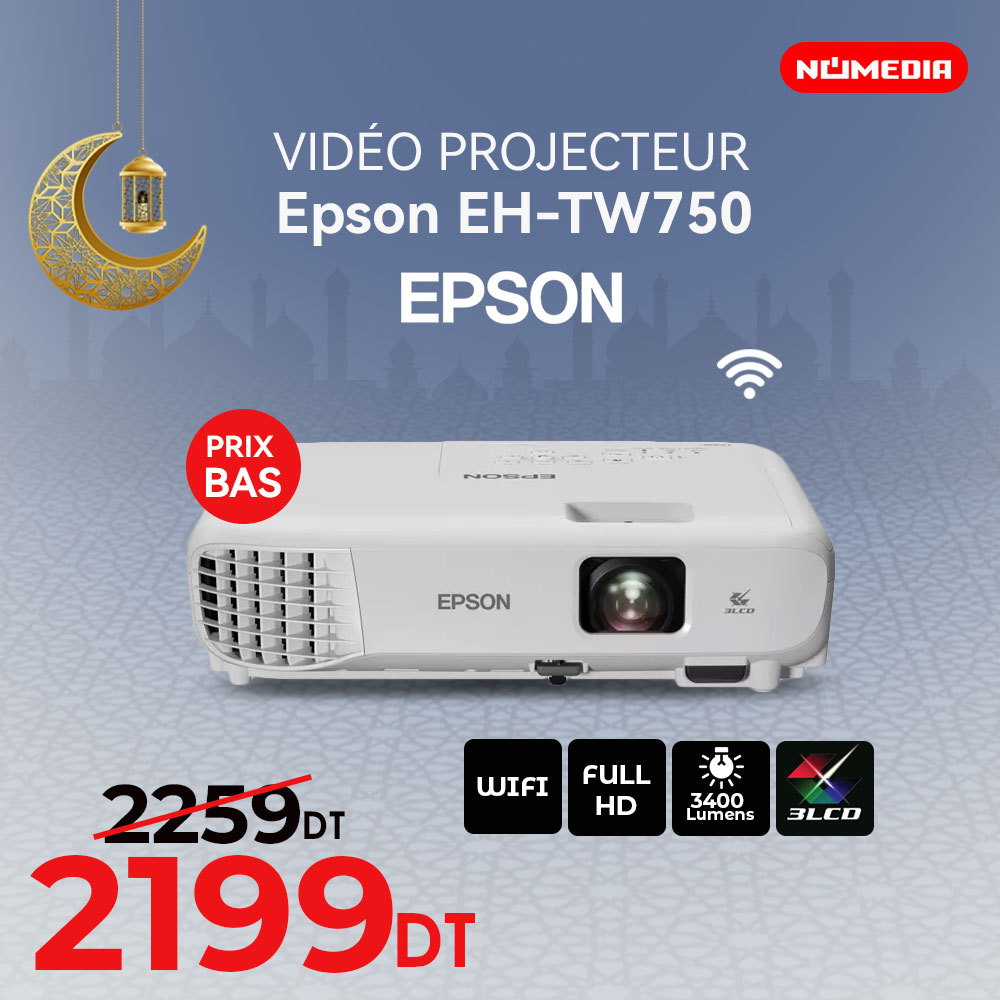 NUMEDIA
VIDÉO PROJECTEUR
Epson EH-TW750
EPSON
PRIX
BAS
EPSON
EPSON
3LCD
WIFI
FULL
HD
3400
Lumens
3LCD
2259DT
2199DT